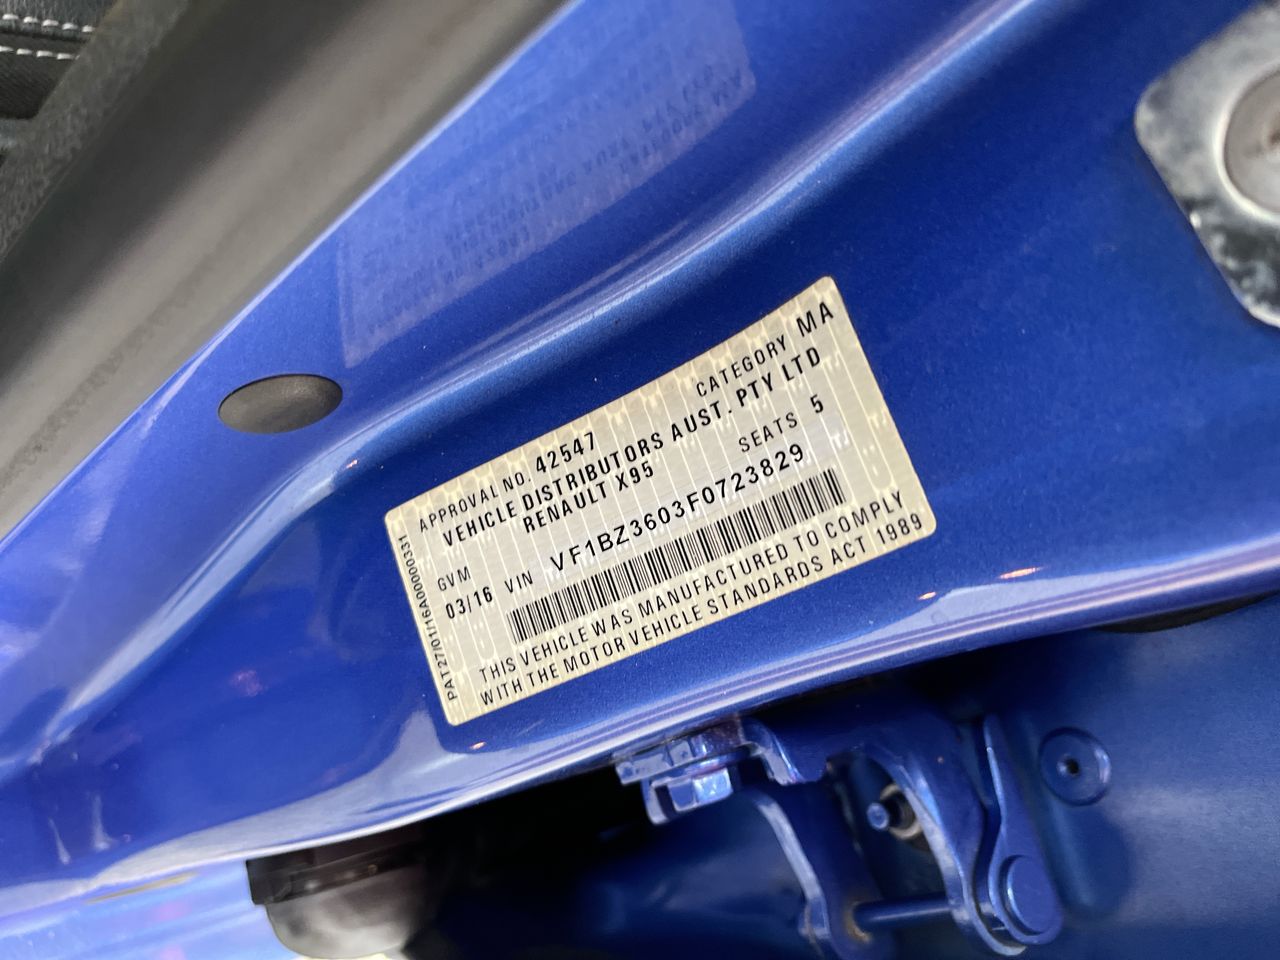 APPROVAL NO. 42547 CATEGORY MA
VEHICLE DISTRIBUTORS AUST. PTY LTD
RENAULT X95 SEATS 5
GVM
03/16 VIN VF1BZ3603F0723829
THIS VEHICLE WAS MANUFACTURED TO COMPLY
WITH THE MOTOR VEHICLE STANDARDS ACT 1989
PAT27/01/16A0000331